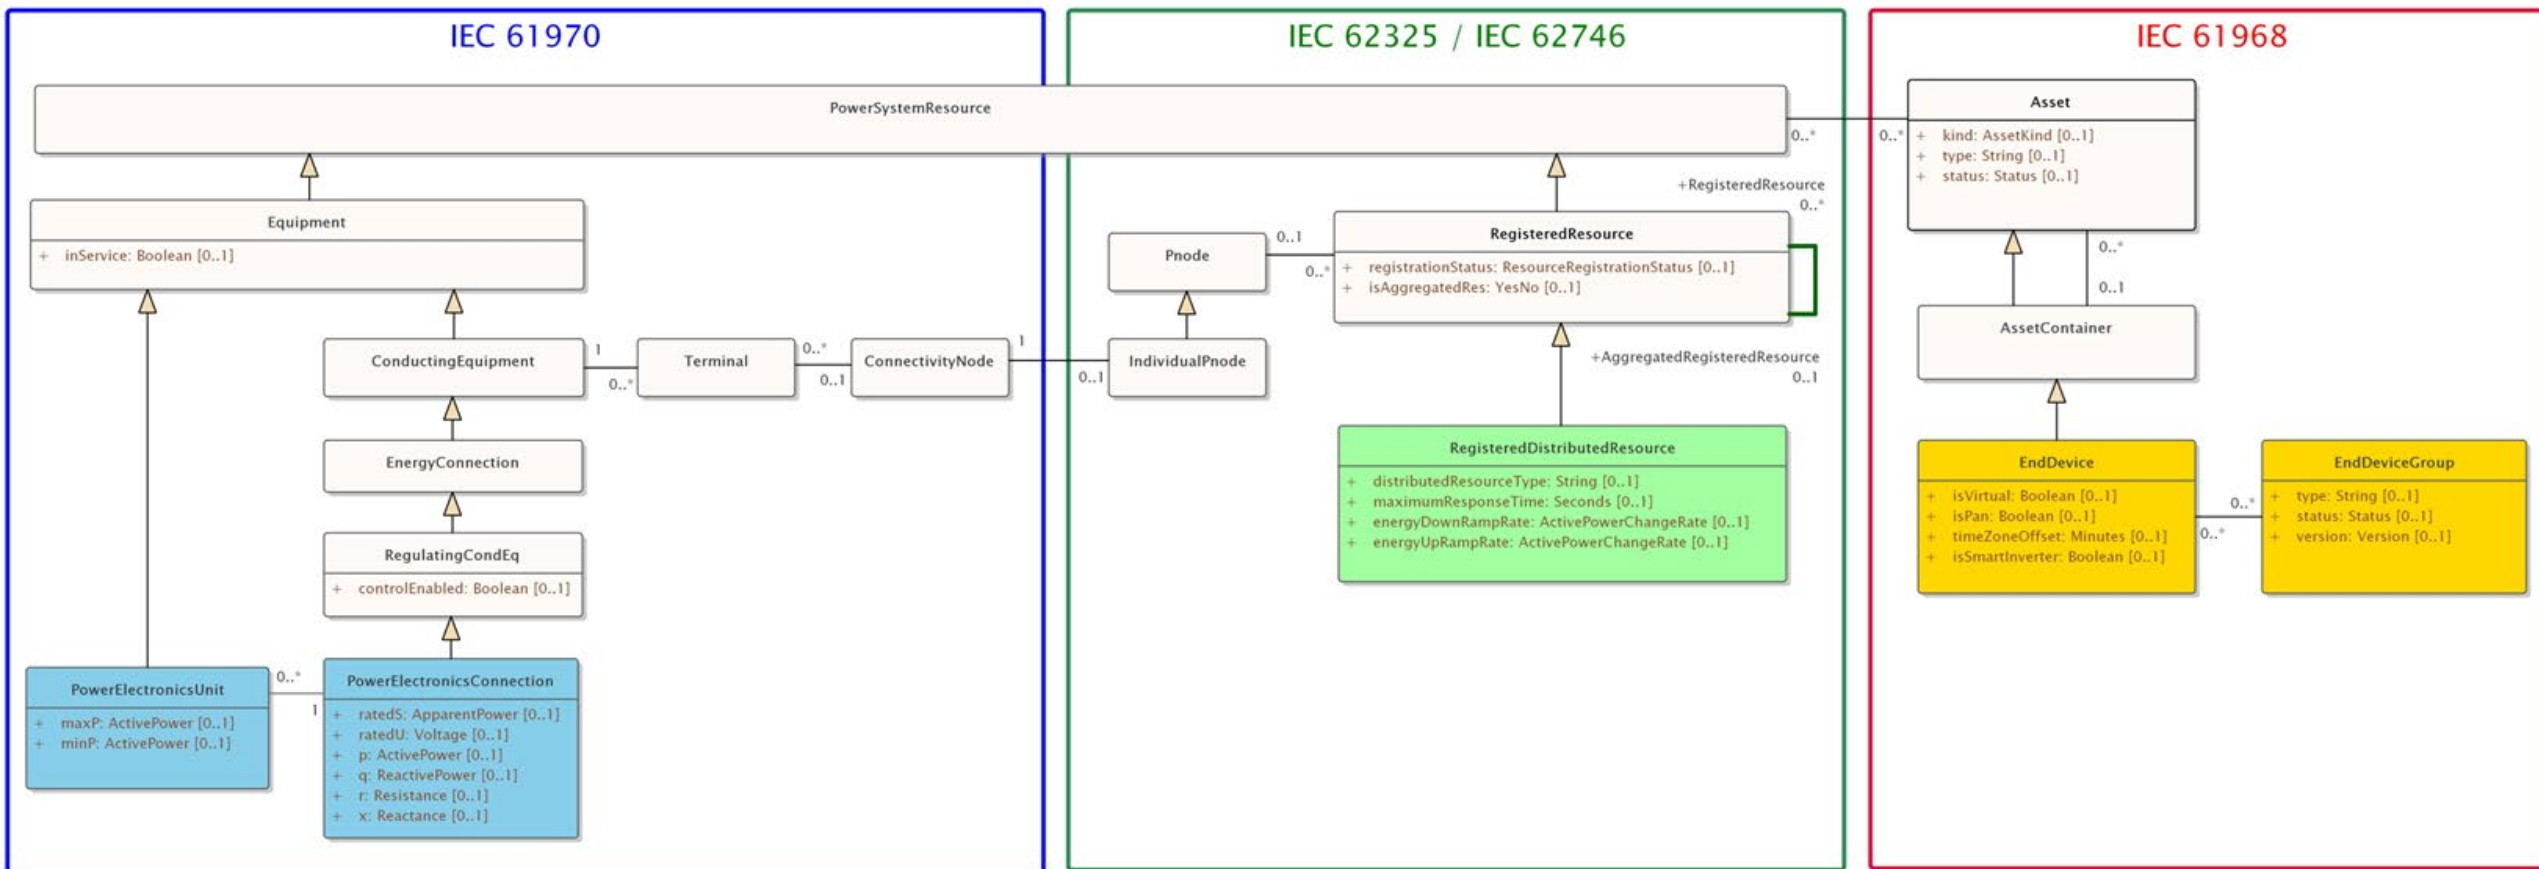 IEC 61970
IEC 62325 / IEC 62746
IEC 61968
PowerSystemResource
0..*
0..*
Asset
+ kind: AssetKind [0..1]
+ type: String [0..1]
+ status: Status [0..1]
Equipment
+ inService: Boolean [0..1]
Pnode
0..1
0..*
+RegisteredResource
0..*
RegisteredResource
+ registrationStatus: ResourceRegistrationStatus [0..1]
+ isAggregatedRes: YesNo [0..1]
0..*
0..1
AssetContainer
ConductingEquipment
1
0..*
Terminal
0..*
0..1
ConnectivityNode
1
0..1
IndividualPnode
+AggregatedRegisteredResource
0..1
EnergyConnection
RegisteredDistributedResource
+ distributedResourceType: String [0..1]
+ maximumResponseTime: Seconds [0..1]
+ energyDownRampRate: ActivePowerChangeRate [0..1]
+ energyUpRampRate: ActivePowerChangeRate [0..1]
EndDevice
+ isVirtual: Boolean [0..1]
+ isPan: Boolean [0..1]
+ timeZoneOffset: Minutes [0..1]
+ isSmartInverter: Boolean [0..1]
0..*
0..*
EndDeviceGroup
+ type: String [0..1]
+ status: Status [0..1]
+ version: Version [0..1]
RegulatingCondEq
+ controlEnabled: Boolean [0..1]
PowerElectronicsUnit
+ maxP: ActivePower [0..1]
+ minP: ActivePower [0..1]
0..*
1
PowerElectronicsConnection
+ ratedS: ApparentPower [0..1]
+ ratedU: Voltage [0..1]
+ p: ActivePower [0..1]
+ q: ReactivePower [0..1]
+ r: Resistance [0..1]
+ x: Reactance [0..1]